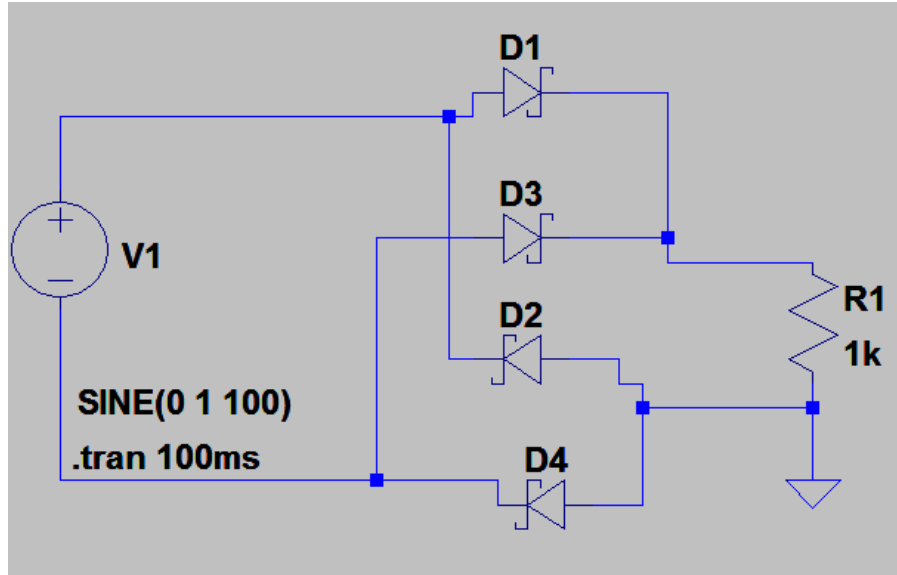 D1
D3
V1
D2
R1
1k
SINE(0 1 100)
.tran 100ms
D4